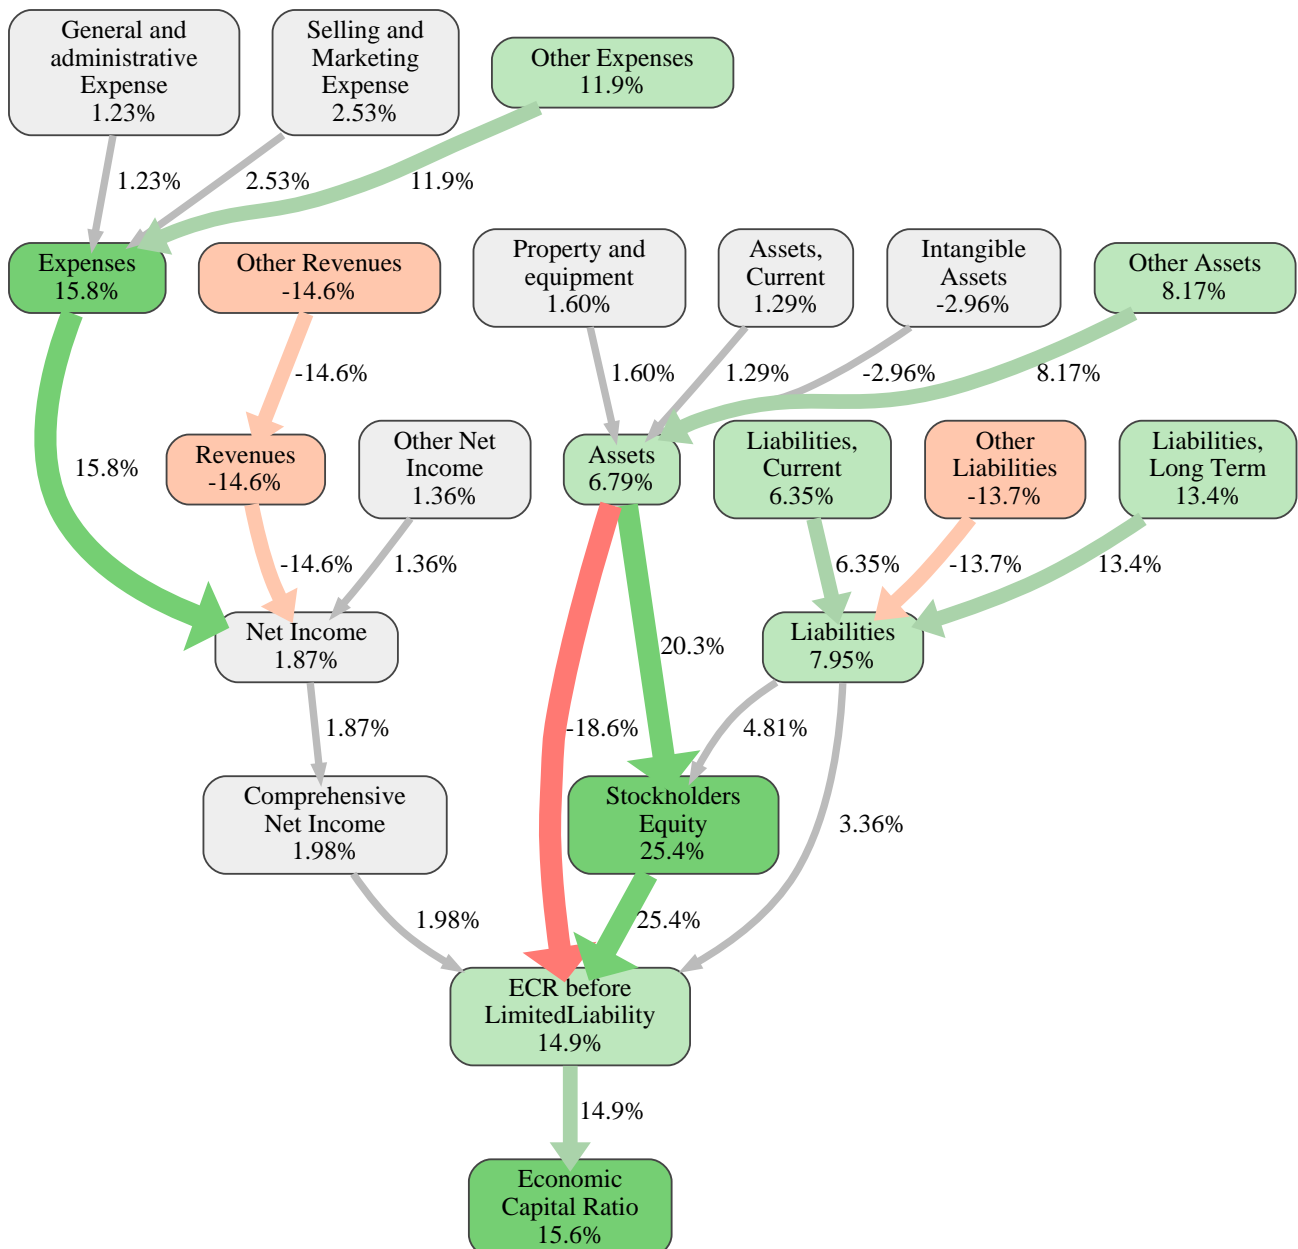 General and
administrative
Expense
1.23%
Selling and
Marketing
Expense
2.53%
Other Expenses
11.9%
1.23%
2.53%
11.9%
Expenses
15.8%
Other Revenues
-14.6%
Property and
equipment
1.60%
Assets,
Current
1.29%
Intangible
Assets
-2.96%
Other Assets
8.17%
-14.6%
1.60%
1.29%
-2.96%
8.17%
15.8%
Revenues
-14.6%
Other Net
Income
1.36%
Assets
6.79%
Liabilities,
Current
6.35%
Other
Liabilities
-13.7%
Liabilities,
Long Term
13.4%
-14.6%
1.36%
6.35%
-13.7%
13.4%
Net Income
1.87%
20.3%
Liabilities
7.95%
1.87%
-18.6%
4.81%
Comprehensive
Net Income
1.98%
Stockholders
Equity
25.4%
3.36%
1.98%
25.4%
ECR before
LimitedLiability
14.9%
14.9%
Economic
Capital Ratio
15.6%